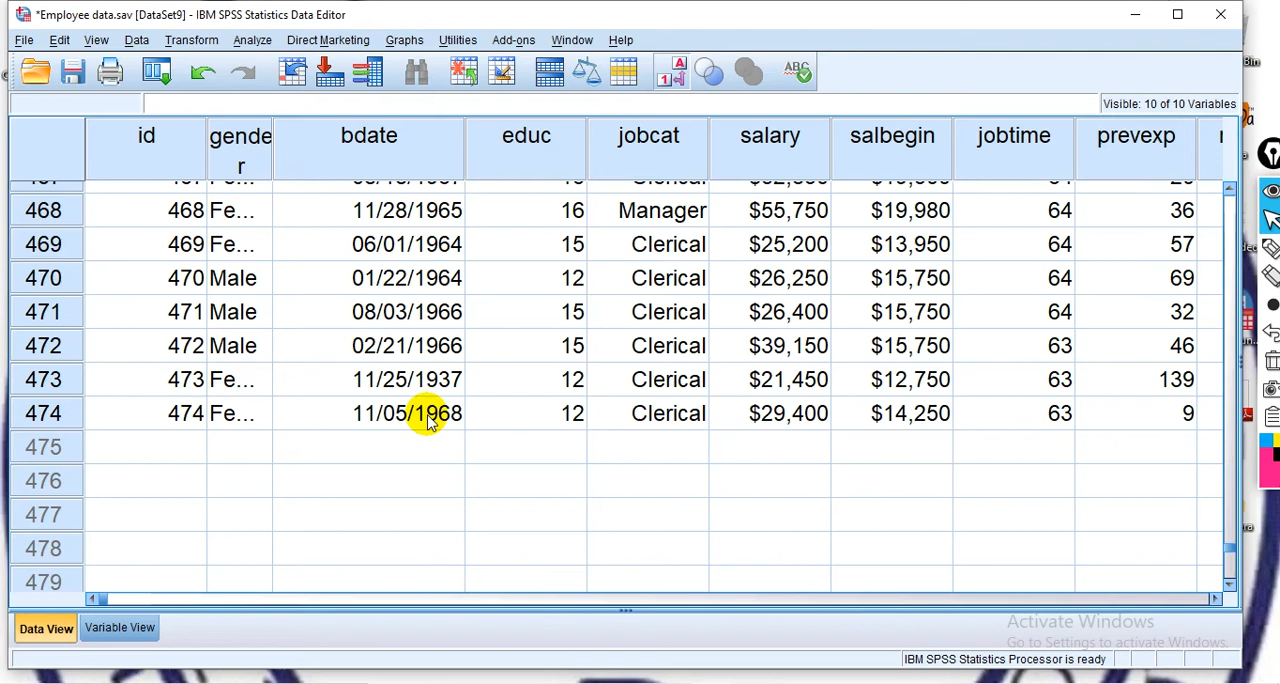 *Employee data.sav [DataSet9] - IBM SPSS Statistics Data Editor
File Edit View Data Transform Analyze Direct Marketing Graphs Utilities Add-ons Window Help
Visible: 10 of 10 Variables
id gender bdate educ jobcat salary salbegin jobtime prevexp
468 468 Fe... 11/28/1965 16 Manager $55,750 $19,980 64 36
469 469 Fe... 06/01/1964 15 Clerical $25,200 $13,950 64 57
470 470 Male 01/22/1964 12 Clerical $26,250 $15,750 64 69
471 471 Male 08/03/1966 15 Clerical $26,400 $15,750 64 32
472 472 Male 02/21/1966 15 Clerical $39,150 $15,750 63 46
473 473 Fe... 11/25/1937 12 Clerical $21,450 $12,750 63 139
474 474 Fe... 11/05/1968 12 Clerical $29,400 $14,250 63 9
475
476
477
478
479
Data View Variable View
Activate Windows
Go to Settings to activate Windows.
IBM SPSS Statistics Processor is ready